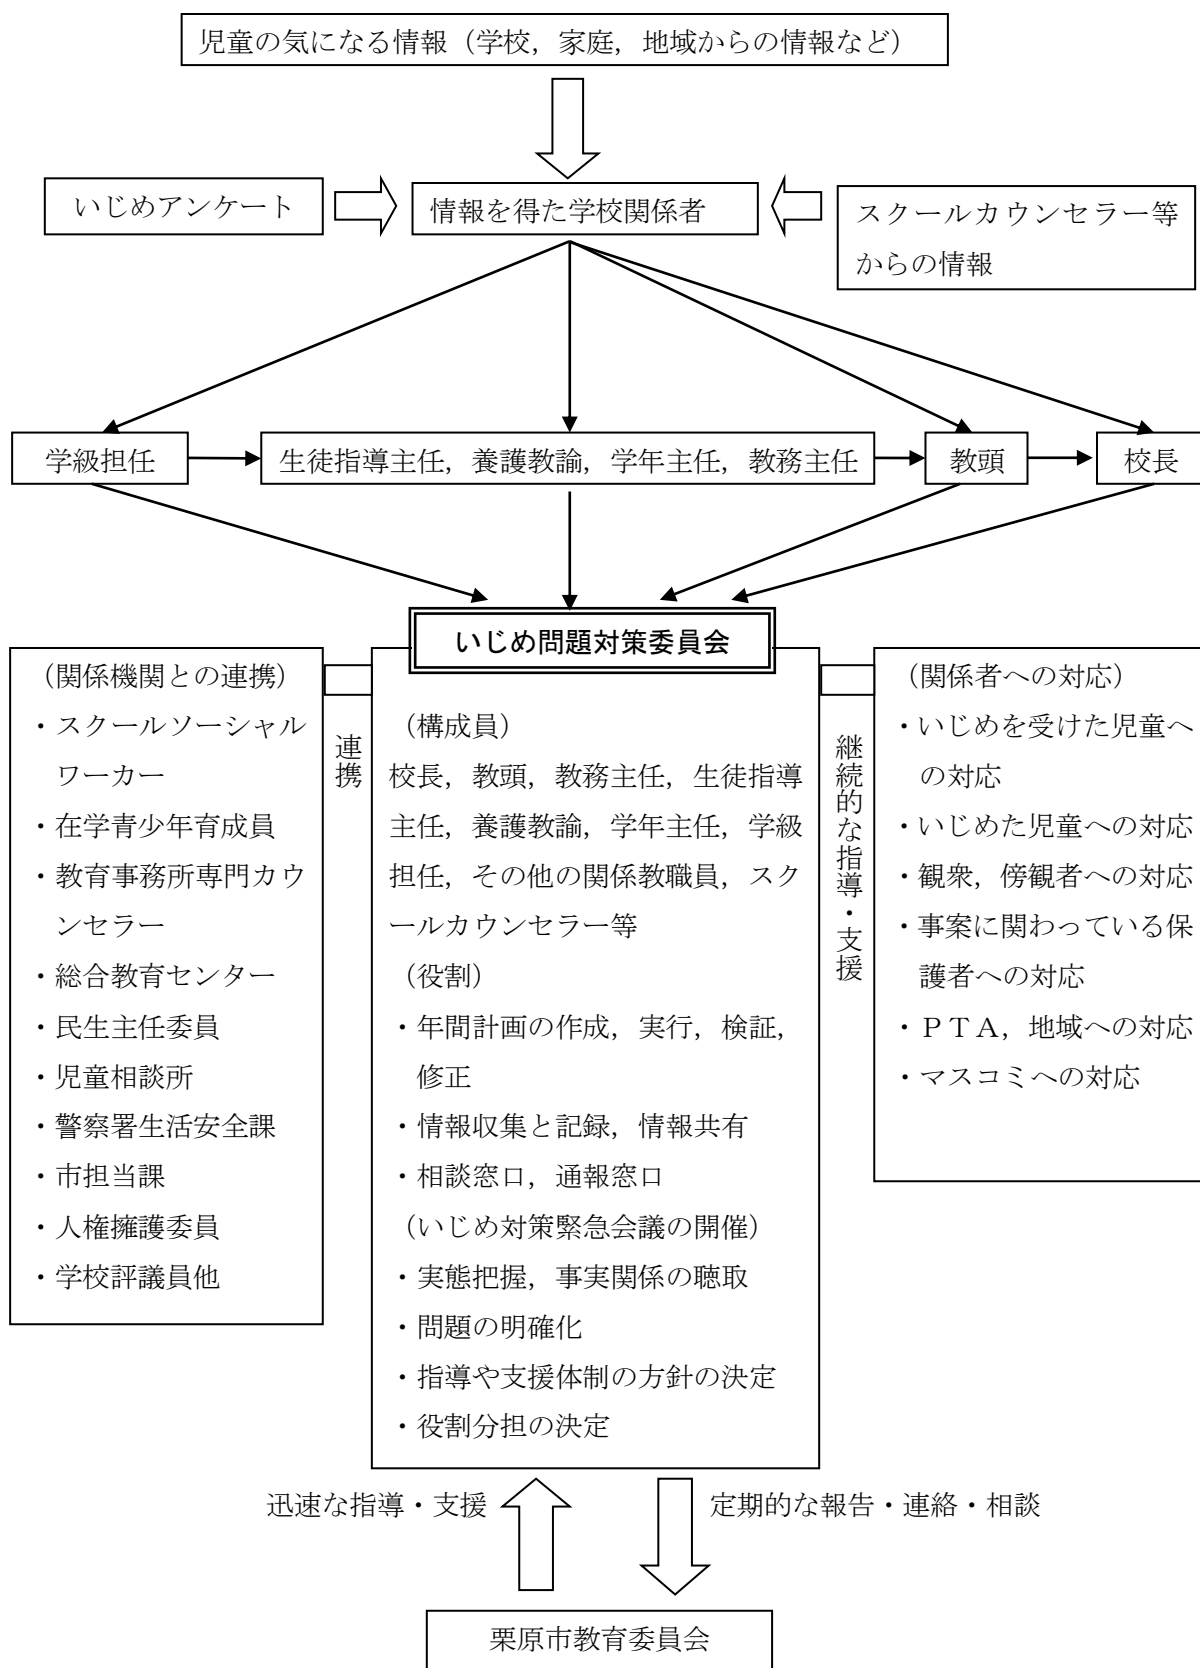 児童の気になる情報（学校，家庭，地域からの情報など）
いじめアンケート
情報を得た学校関係者
スクールカウンセラー等
からの情報
学級担任
生徒指導主任，養護教諭，学年主任，教務主任
教頭
校長
いじめ問題対策委員会
（関係機関との連携）
・スクールソーシャル
ワーカー
・在学青少年育成員
・教育事務所専門カウ
ンセラー
・総合教育センター
・民生主任委員
・児童相談所
・警察署生活安全課
・市担当課
・人権擁護委員
・学校評議員他
連携
（構成員）
校長，教頭，教務主任，生徒指導
主任，養護教諭，学年主任，学級
担任，その他の関係教職員，スク
ールカウンセラー等
（役割）
・年間計画の作成，実行，検証，
修正
・情報収集と記録，情報共有
・相談窓口，通報窓口
（いじめ対策緊急会議の開催）
・実態把握，事実関係の聴取
・問題の明確化
・指導や支援体制の方針の決定
・役割分担の決定
継続的な指導・支援
（関係者への対応）
・いじめを受けた児童へ
の対応
・いじめた児童への対応
・観衆，傍観者への対応
・事案に関わっている保
護者への対応
・ＰＴＡ，地域への対応
・マスコミへの対応
迅速な指導・支援
定期的な報告・連絡・相談
栗原市教育委員会